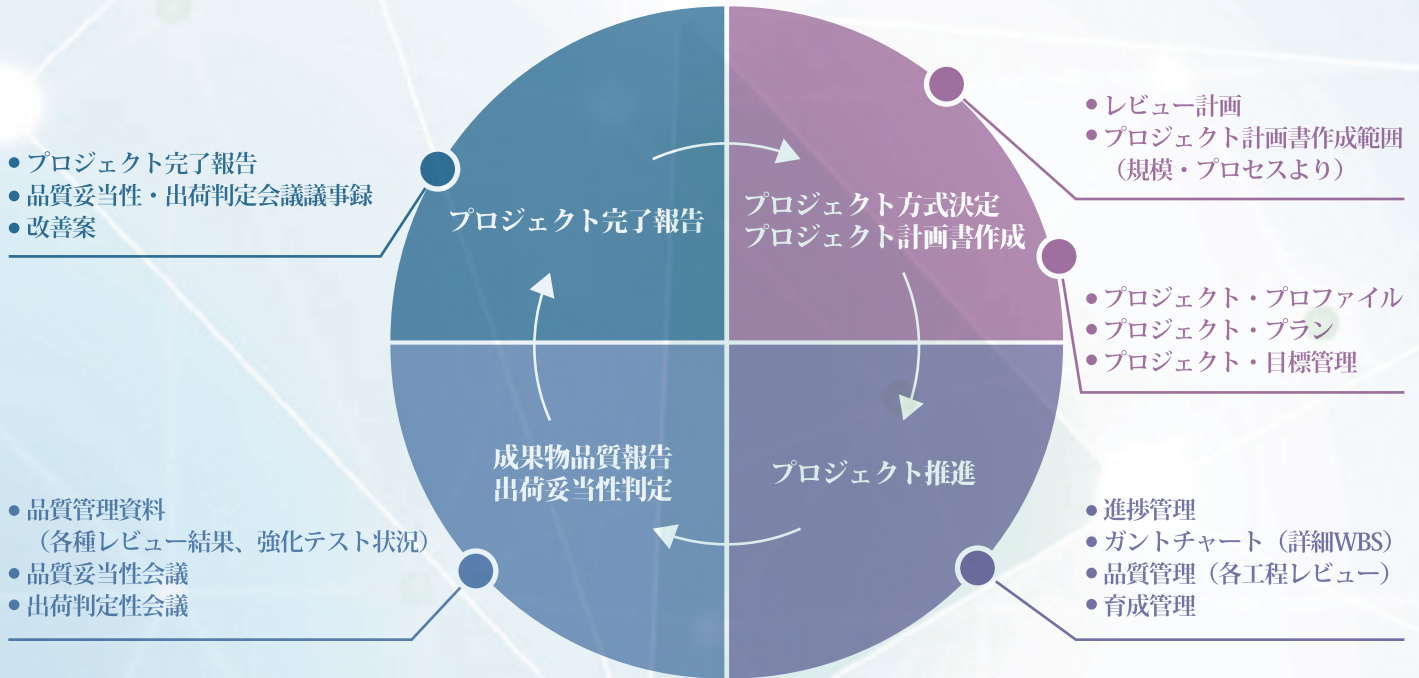 ● プロジェクト完了報告
● 品質妥当性・出荷判定会議議事録
● 改善案
プロジェクト完了報告
プロジェクト方式決定
プロジェクト計画書作成
● レビュー計画
● プロジェクト計画書作成範囲
（規模・プロセスより）
● プロジェクト・プロファイル
● プロジェクト・プラン
● プロジェクト・目標管理
成果物品質報告
出荷妥当性判定
プロジェクト推進
● 品質管理資料
（各種レビュー結果、強化テスト状況）
● 品質妥当性会議
● 出荷判定性会議
● 進捗管理
● ガントチャート（詳細WBS）
● 品質管理（各工程レビュー）
● 育成管理